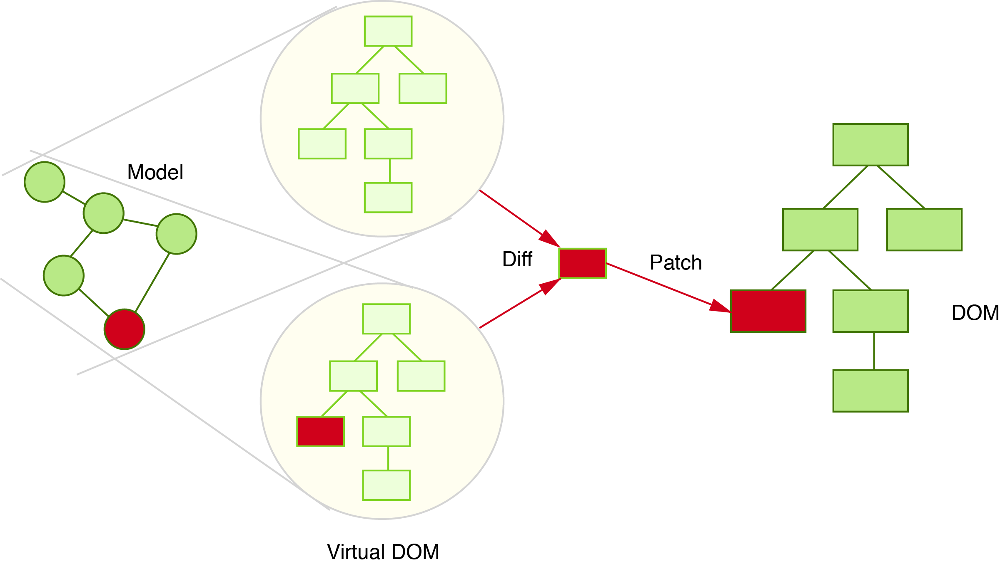 Model
Diff
Patch
DOM
Virtual DOM